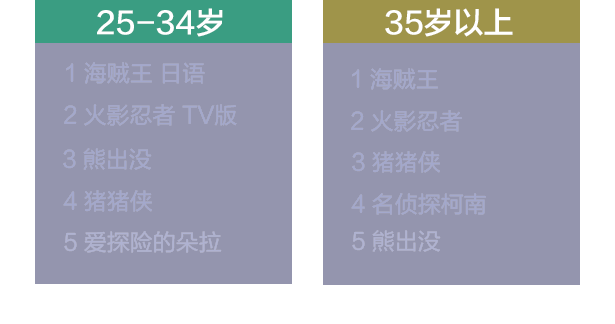 25-34岁
1 海贼王 日语
2 火影忍者 TV版
3 熊出没
4 猪猪侠
5 爱探险的朵拉
35岁以上
1 海贼王
2 火影忍者
3 猪猪侠
4 名侦探柯南
5 熊出没